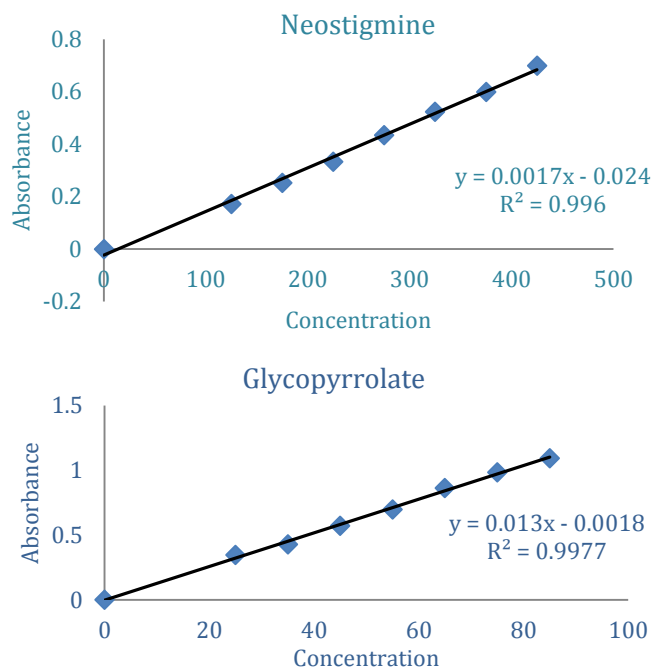 Neostigmine
0.8
0.6
0.4
0.2
0
-0.2
Absorbance
y = 0.0017x - 0.024
R² = 0.996
0 100 200 300 400 500
Concentration
Glycopyrrolate
1.5
1
0.5
0
Absorbance
y = 0.013x - 0.0018
R² = 0.9977
0 20 40 60 80 100
Concentration